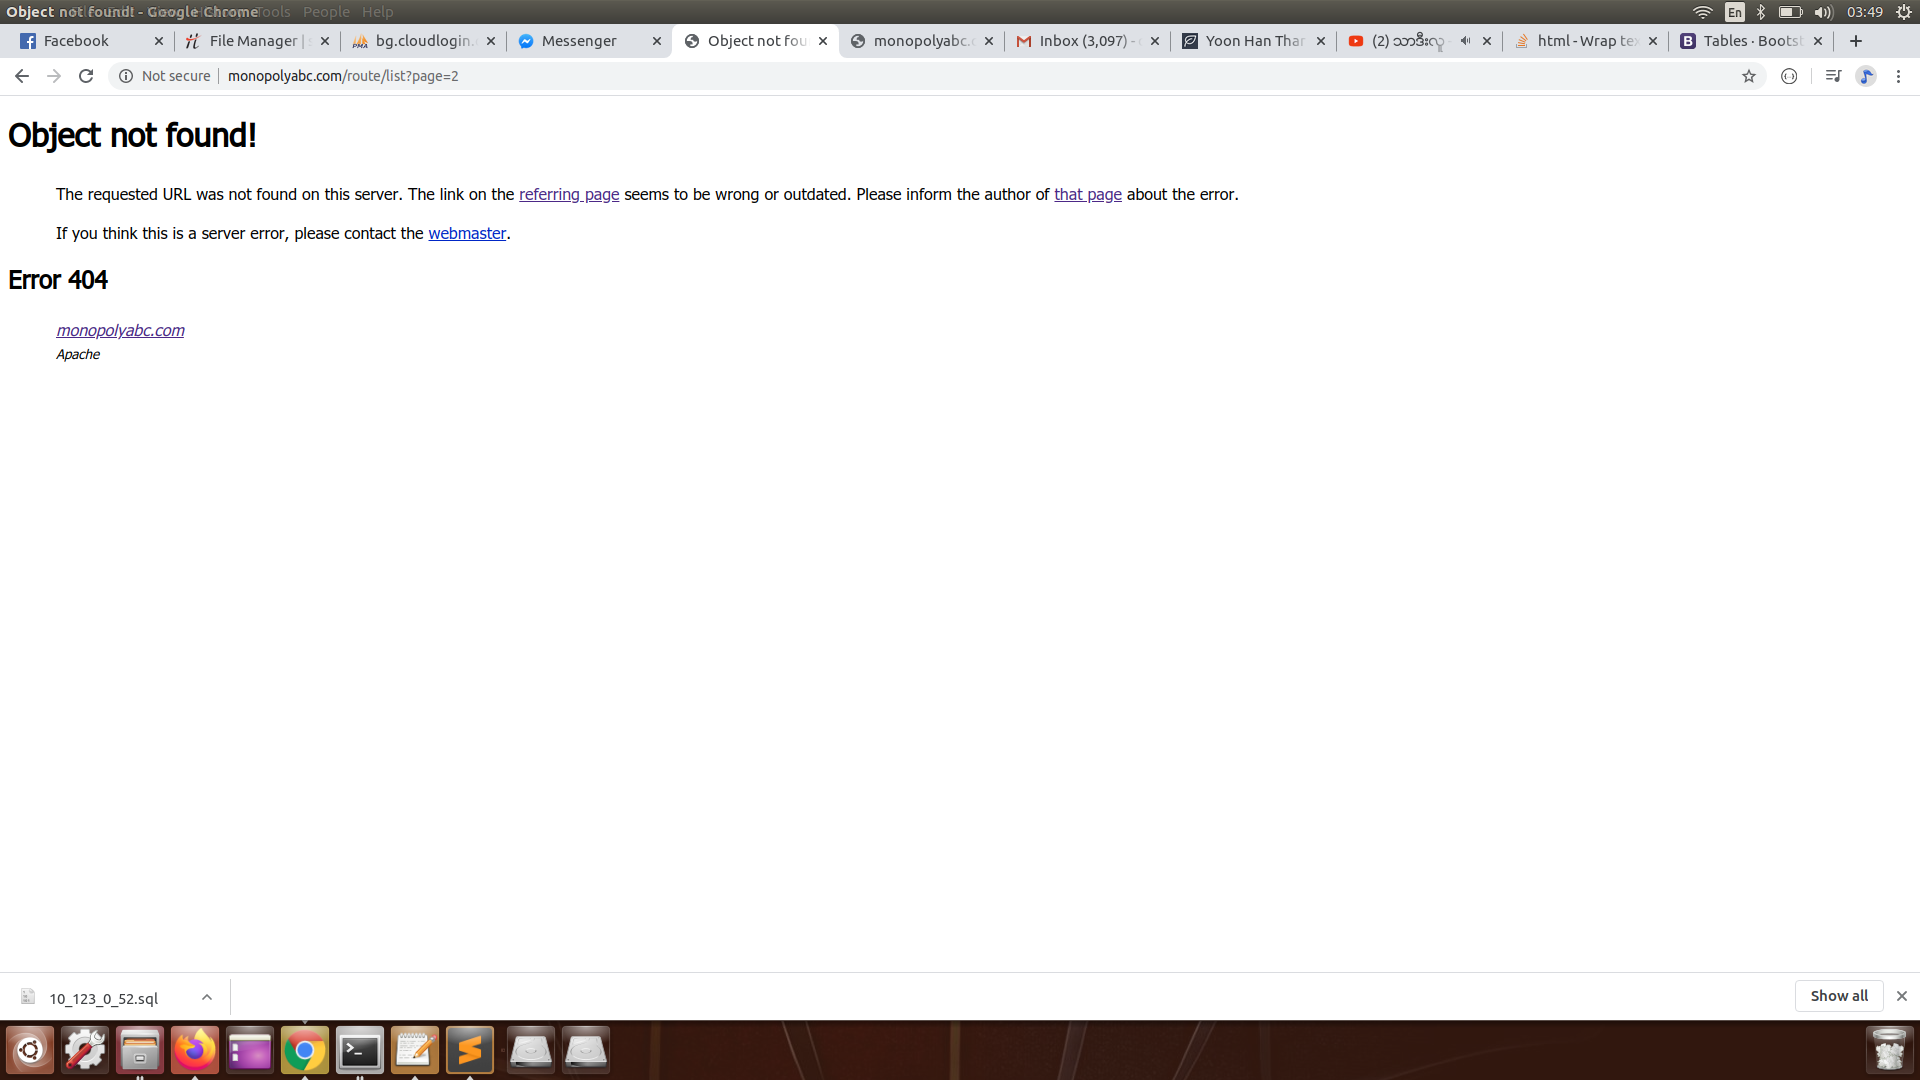 Object not found! - Google Chrome Tools People Help
En 03:49
Facebook
File Manager |
bg.cloudlogin.
Messenger
Object not fou
monopolyabc.c
Inbox (3,097) -
Yoon Han Thar
(2) သာဒီးလူ
html - Wrap te
Tables · Bootst
Not secure monopolyabc.com/route/list?page=2
Object not found!
The requested URL was not found on this server. The link on the referring page seems to be wrong or outdated. Please inform the author of that page about the error.
If you think this is a server error, please contact the webmaster.
Error 404
monopolyabc.com
Apache
10_123_0_52.sql
Show all